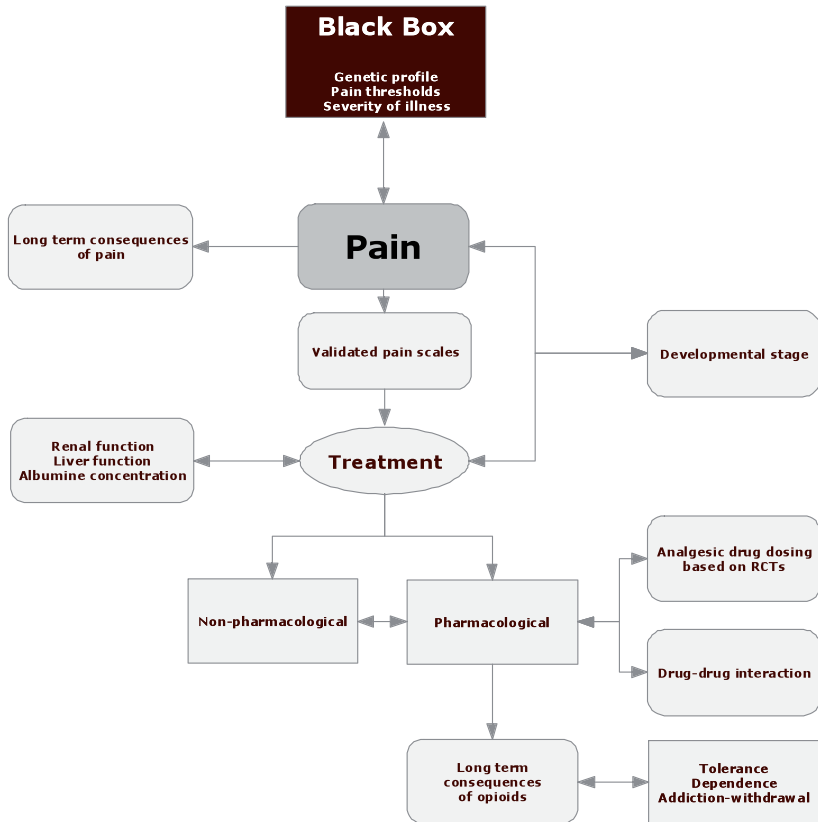 Black Box
Genetic profile
Pain thresholds
Severity of illness
Long term consequences
of pain
Pain
Validated pain scales
Developmental stage
Renal function
Liver function
Albumine concentration
Treatment
Analgesic drug dosing
based on RCTs
Non-pharmacological
Pharmacological
Drug-drug interaction
Long term
consequences
of opioids
Tolerance
Dependence
Addiction-withdrawal